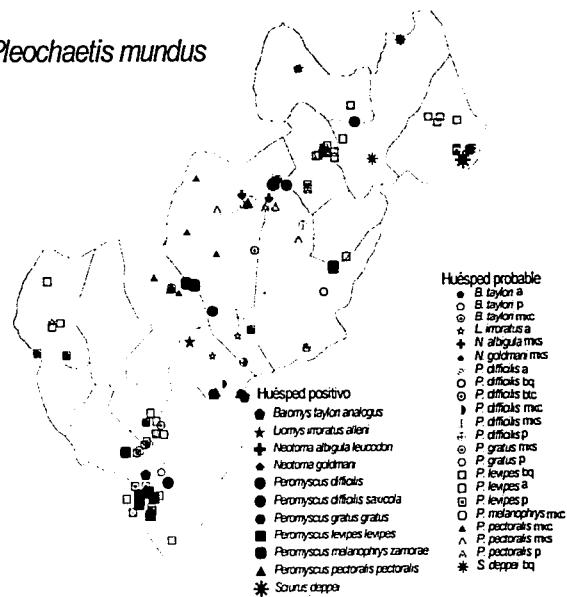 Pleochaetis mundus
Huésped positivo
Baiomys taylori analogus
Liomys irroratus alleni
Neotoma albigula leucodon
Neotoma goldmani
Peromyscus difficilis
Peromyscus difficilis saxicola
Peromyscus gratus gratus
Peromyscus levipes levipes
Peromyscus melanophrys zamorae
Peromyscus pectoralis pectoralis
Sciurus deppei
Huésped probable
B. taylori a
B. taylori p
B. taylori mxc
L. irroratus a
N. albigula mxs
N. goldmani mxs
P. difficilis a
P. difficilis bq
P. difficilis btc
P. difficilis mxc
P. difficilis mxs
P. difficilis p
P. gratus mxs
P. gratus p
P. levipes bq
P. levipes a
P. levipes p
P. melanophrys mxc
P. pectoralis mxc
P. pectoralis mxs
P. pectoralis p
S. deppei bq